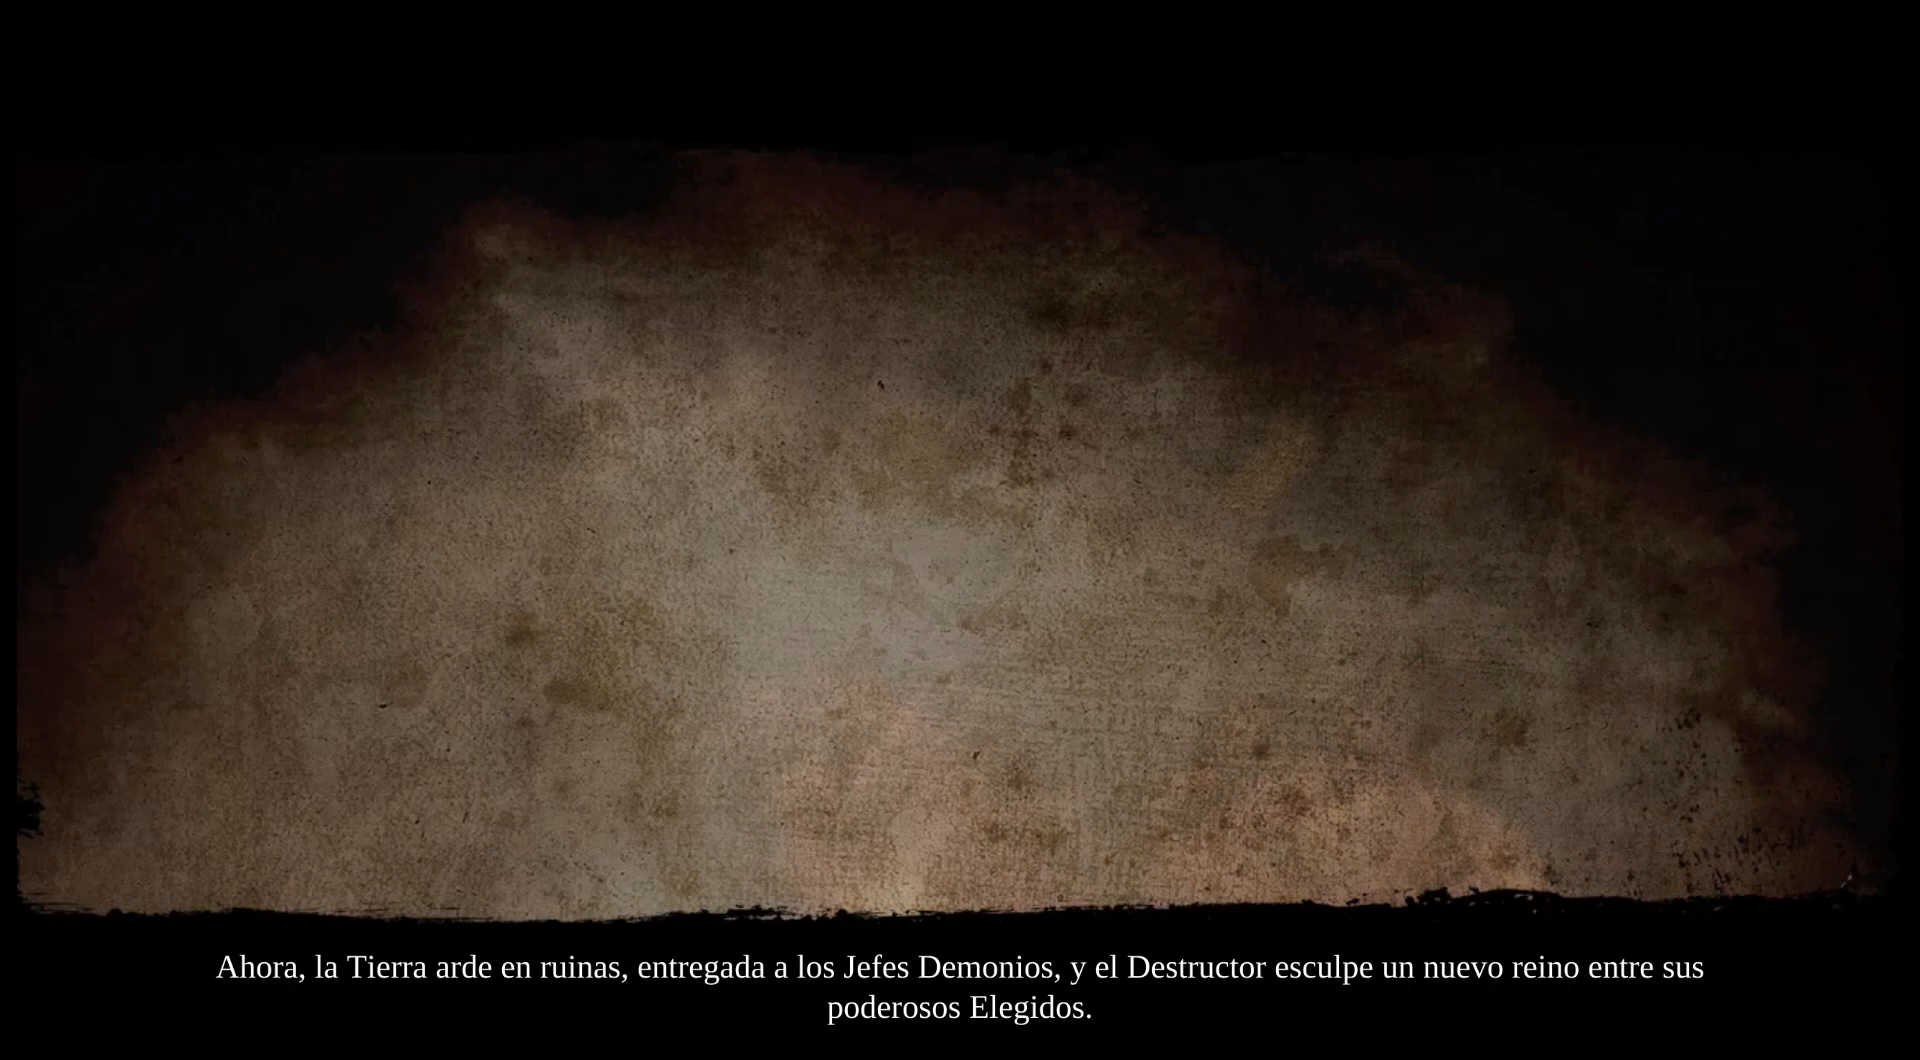 Ahora, la Tierra arde en ruinas, entregada a los Jefes Demonios, y el Destructor esculpe un nuevo reino entre sus
poderosos Elegidos.